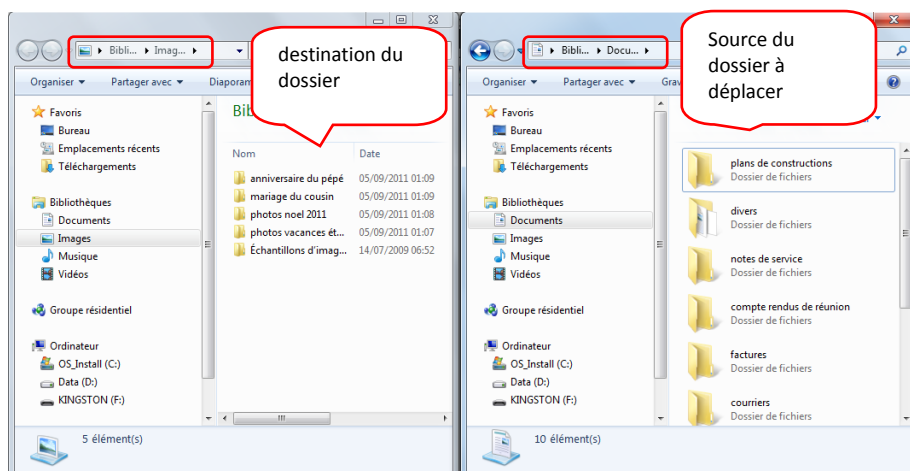 Bibli... Imag...
destination du
dossier
Organiser Partager avec Diaporam
Favoris
Bureau
Emplacements récents
Téléchargements
Bibliothèques
Documents
Images
Musique
Vidéos
Groupe résidentiel
Ordinateur
OS_Install (C:)
Data (D:)
KINGSTON (F:)
Bib
Nom Date
anniversaire du pépé 05/09/2011 01:09
mariage du cousin 05/09/2011 01:09
photos noel 2011 05/09/2011 01:08
photos vacances ét... 05/09/2011 01:07
Échantillons d'imag... 14/07/2009 06:52
5 élément(s)
Bibli... Docu...
Source du
dossier à
déplacer
Organiser Partager avec Grav
Favoris
Bureau
Emplacements récents
Téléchargements
Bibliothèques
Documents
Images
Musique
Vidéos
Groupe résidentiel
Ordinateur
OS_Install (C:)
Data (D:)
KINGSTON (F:)
plans de constructions
Dossier de fichiers
divers
Dossier de fichiers
notes de service
Dossier de fichiers
compte rendus de réunion
Dossier de fichiers
factures
Dossier de fichiers
courriers
Dossier de fichiers
10 élément(s)